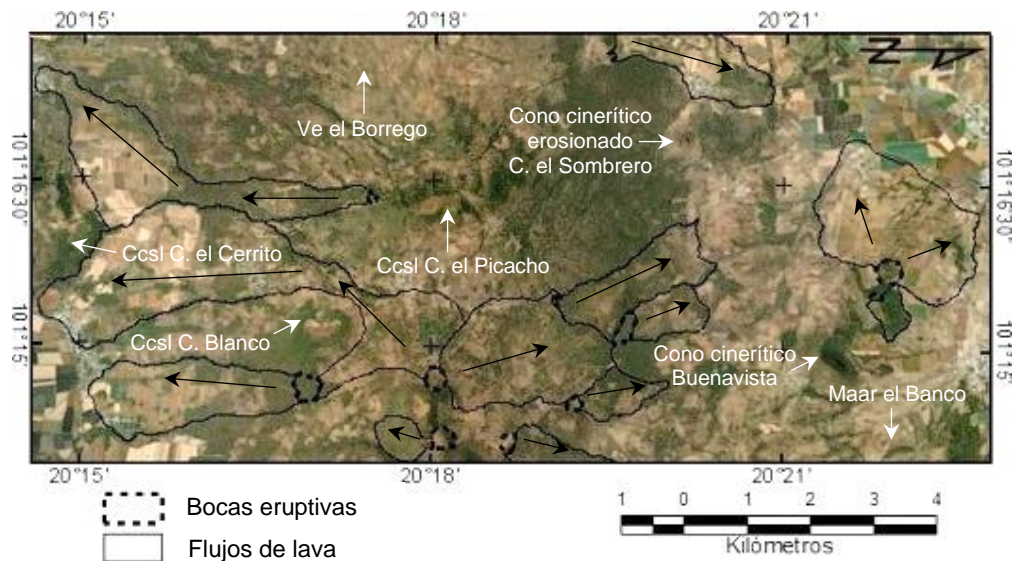 20°15'
20°18'
20°21'
N
Ve el Borrego
Cono cinerítico
erosionado
C. el Sombrero
101°16'30"
101°16'30"
Ccsl C. el Cerrito
Ccsl C. el Picacho
Ccsl C. Blanco
Cono cinerítico
Buenavista
Maar el Banco
101°15'
101°15'
20°15'
20°18'
20°21'
Bocas eruptivas
Flujos de lava
1 0 1 2 3 4
Kilómetros